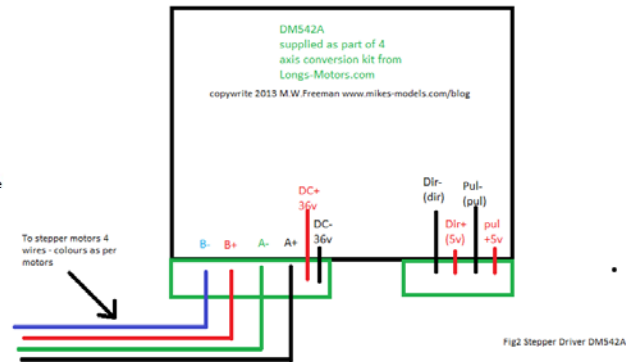 DM542A
supplied as part of 4
axis conversion kit from
Longs-Motors.com
copywrite 2013 M.W.Freeman www.mikes-models.com/blog
e
To stepper motors 4
wires - colours as per
motors
B-
B+
A-
A+
DC+
36v
DC-
36v
Dir-
(dir)
Dir+
(5v)
Pul-
(pul)
pul
+5v
Fig2 Stepper Driver DM542A